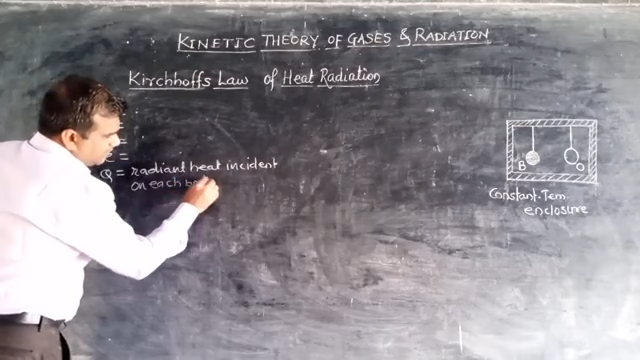 KINETIC THEORY OF GASES & RADIATION
Kirchhoffs Law of Heat Radiation
=
=
Q = radiant heat incident
on each
B
O
Constant.Tem.
enclosure